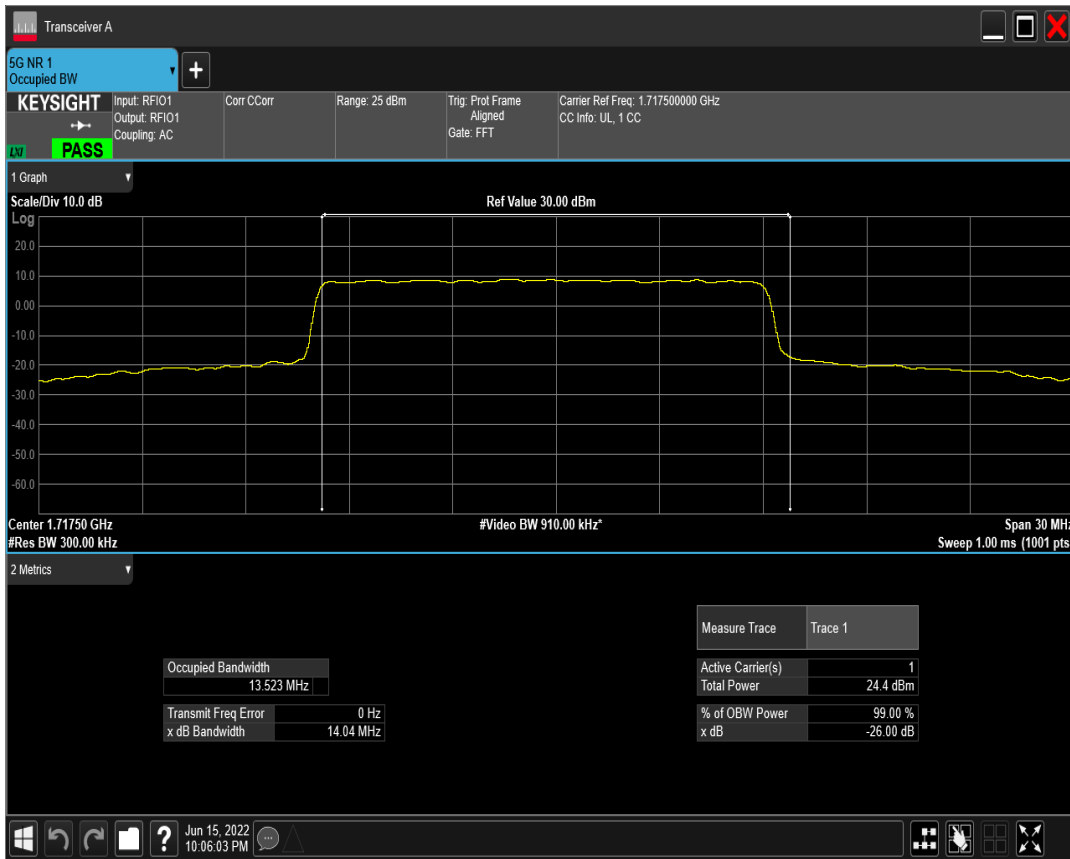 Transceiver A
5G NR 1
Occupied BW
+
KEYSIGHT
LXI
PASS
Input: RFIO1
Output: RFIO1
Coupling: AC
Corr CCorr
Range: 25 dBm
Trig: Prot Frame
Aligned
Gate: FFT
Carrier Ref Freq: 1.717500000 GHz
CC Info: UL, 1 CC
1 Graph
Scale/Div 10.0 dB
Ref Value 30.00 dBm
Log
20.0
10.0
0.00
-10.0
-20.0
-30.0
-40.0
-50.0
-60.0
Center 1.71750 GHz
#Video BW 910.00 kHz*
Span 30 MHz
#Res BW 300.00 kHz
Sweep 1.00 ms (1001 pts
2 Metrics
Measure Trace Trace 1
Occupied Bandwidth
13.523 MHz
Active Carrier(s) 1
Total Power 24.4 dBm
Transmit Freq Error 0 Hz
x dB Bandwidth 14.04 MHz
% of OBW Power 99.00 %
x dB -26.00 dB
?
Jun 15, 2022
10:06:03 PM